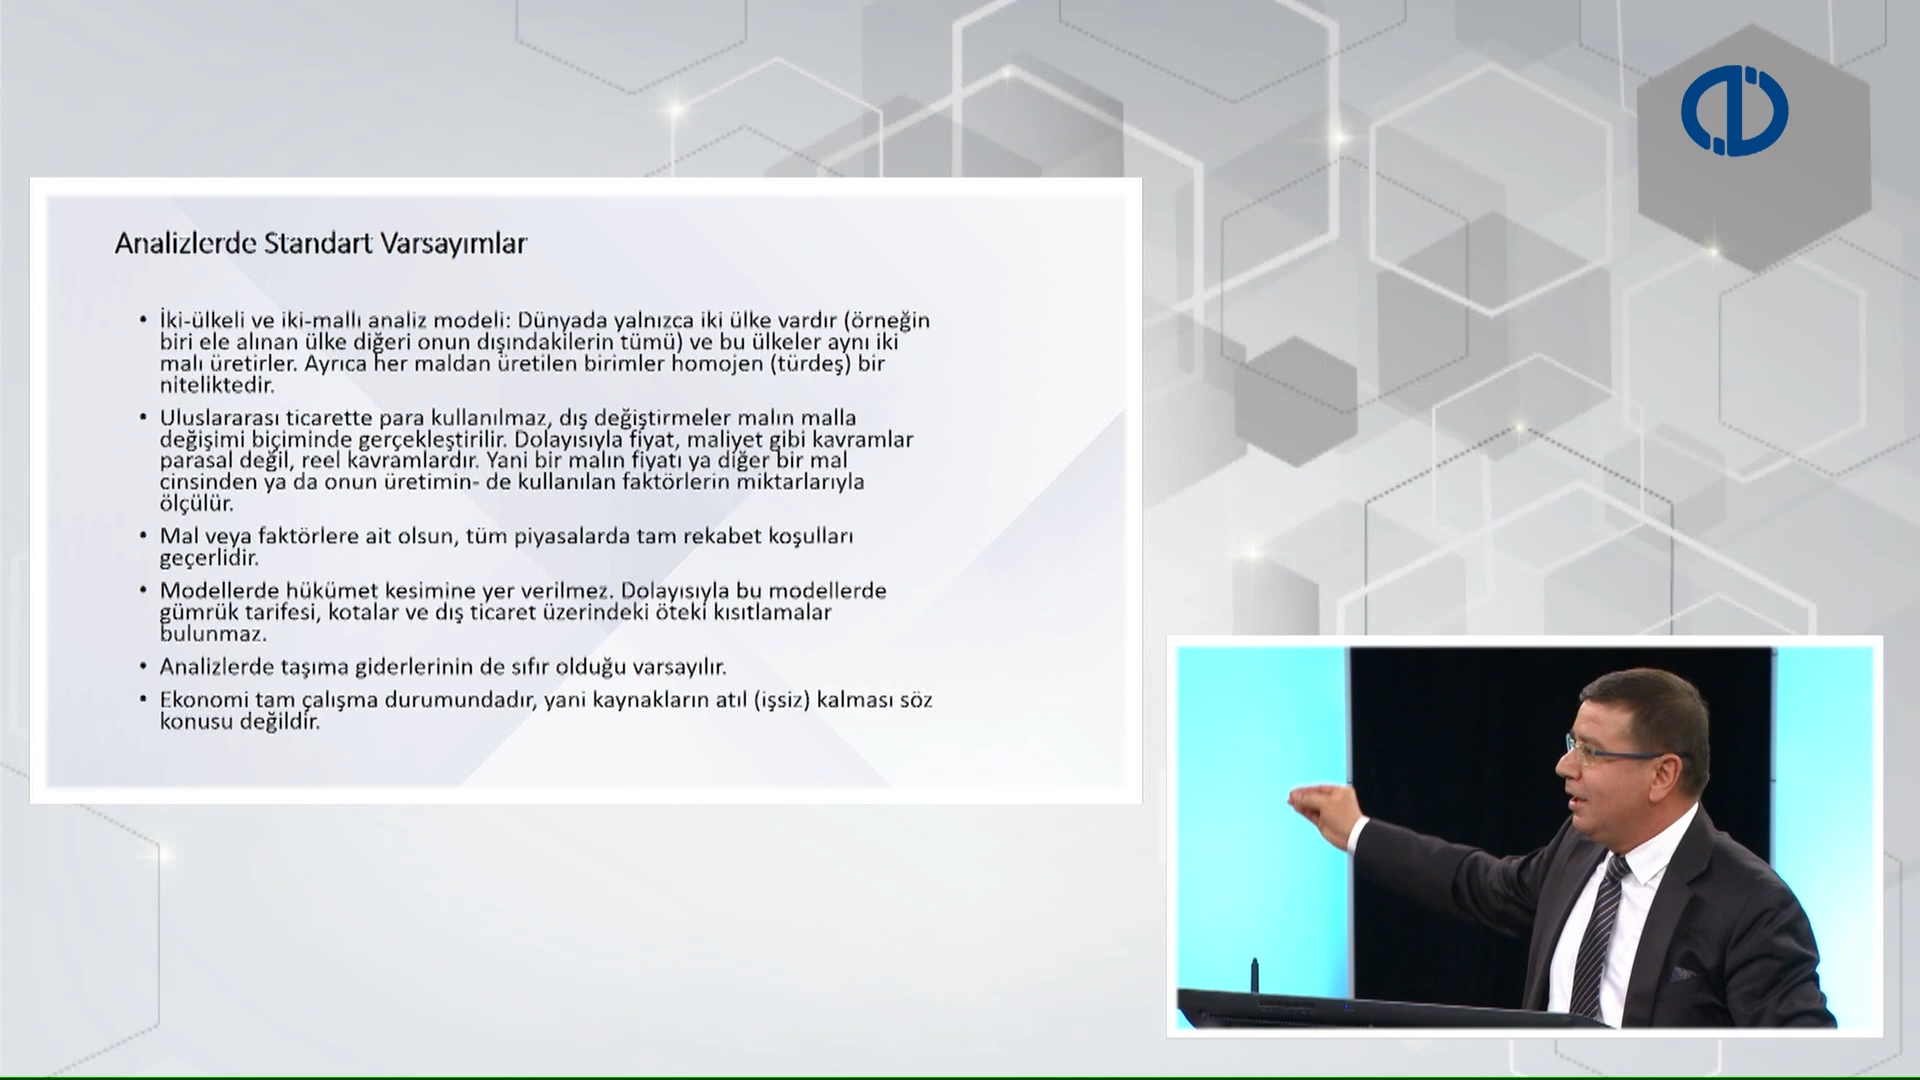 Analizlerde Standart Varsayımlar
• İki-ülkeli ve iki-mallı analiz modeli: Dünyada yalnızca iki ülke vardır (örneğin
biri ele alınan ülke diğeri onun dışındakilerin tümü) ve bu ülkeler aynı iki
malı üretirler. Ayrıca her maldan üretilen birimler homojen (türdeş) bir
niteliktedir.
• Uluslararası ticarette para kullanılmaz, dış değiştirmeler malın malla
değişimi biçiminde gerçekleştirilir. Dolayısıyla fiyat, maliyet gibi kavramlar
parasal değil, reel kavramlardır. Yani bir malın fiyatı ya diğer bir mal
cinsinden ya da onun üretimin- de kullanılan faktörlerin miktarlarıyla
ölçülür.
• Mal veya faktörlere ait olsun, tüm piyasalarda tam rekabet koşulları
geçerlidir.
• Modellerde hükümet kesimine yer verilmez. Dolayısıyla bu modellerde
gümrük tarifesi, kotalar ve dış ticaret üzerindeki öteki kısıtlamalar
bulunmaz.
• Analizlerde taşıma giderlerinin de sıfır olduğu varsayılır.
• Ekonomi tam çalışma durumundadır, yani kaynakların atıl (işsiz) kalması söz
konusu değildir.